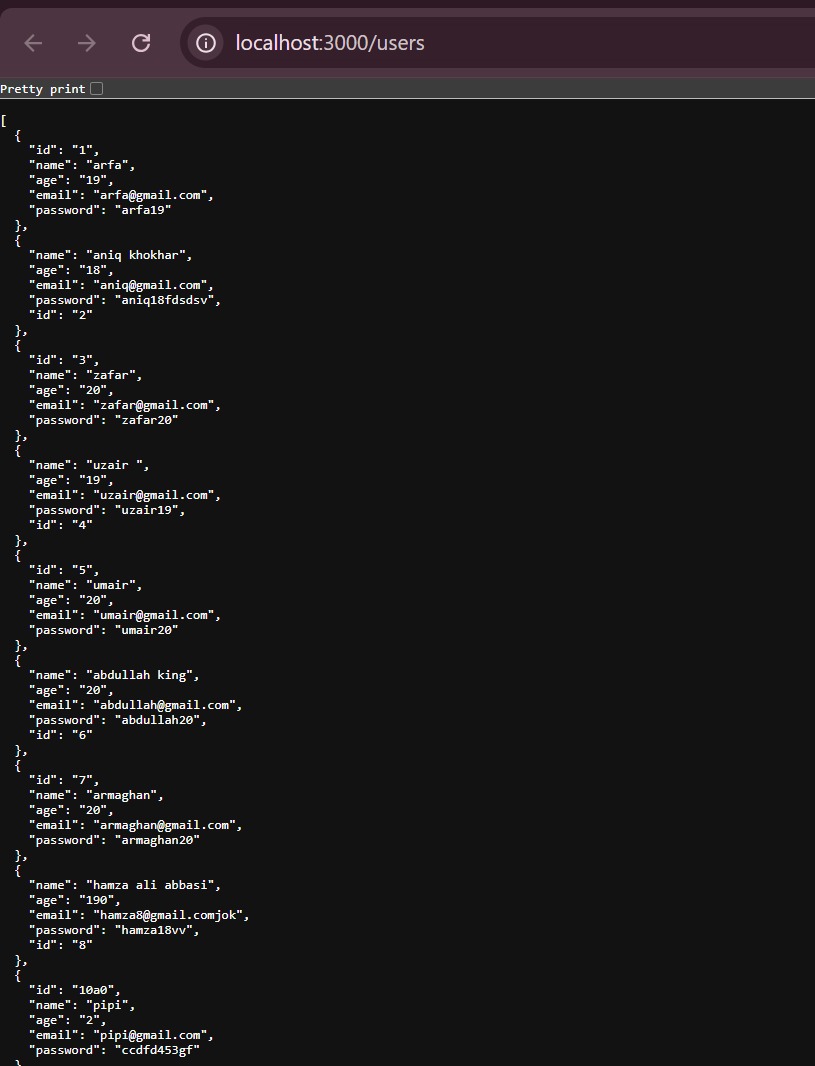 localhost:3000/users
Pretty print
[
  {
    "id": "1",
    "name": "arfa",
    "age": "19",
    "email": "arfa@gmail.com",
    "password": "arfa19"
  },
  {
    "name": "aniq khokhar",
    "age": "18",
    "email": "aniq@gmail.com",
    "password": "aniq18fdsdsv",
    "id": "2"
  },
  {
    "id": "3",
    "name": "zafar",
    "age": "20",
    "email": "zafar@gmail.com",
    "password": "zafar20"
  },
  {
    "name": "uzair ",
    "age": "19",
    "email": "uzair@gmail.com",
    "password": "uzair19",
    "id": "4"
  },
  {
    "id": "5",
    "name": "umair",
    "age": "20",
    "email": "umair@gmail.com",
    "password": "umair20"
  },
  {
    "name": "abdullah king",
    "age": "20",
    "email": "abdullah@gmail.com",
    "password": "abdullah20",
    "id": "6"
  },
  {
    "id": "7",
    "name": "armaghan",
    "age": "20",
    "email": "armaghan@gmail.com",
    "password": "armaghan20"
  },
  {
    "name": "hamza ali abbasi",
    "age": "190",
    "email": "hamza8@gmail.comjok",
    "password": "hamza18vv",
    "id": "8"
  },
  {
    "id": "10a0",
    "name": "pipi",
    "age": "2",
    "email": "pipi@gmail.com",
    "password": "ccdfd453gf"
  }